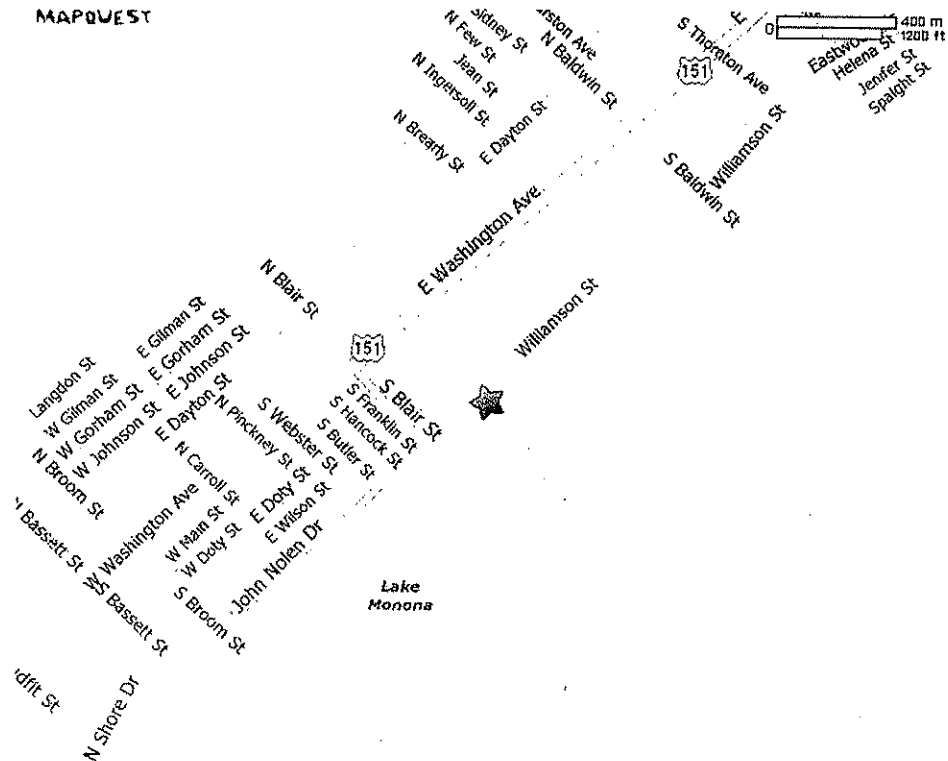 MAPQUEST
0
400 m
1200 ft
Sidney St
N Few St
Jean St
N Ingersoll St
N Brearly St
N Baldwin St
E Dayton St
E
151
S Thornton Ave
Eastwood
Helena St
Jenifer St
Spaight St
Williamson St
S Baldwin St
E Washington Ave
N Blair St
Williamson St
151
E Gilman St
E Gorham St
E Johnson St
Langdon St
W Gilman St
W Gorham St
W Johnson St
E Dayton St
N Pinckney St
S Webster St
S Blair St
S Franklin St
S Hancock St
S Butler St
N Broom St
N Carroll St
E Doty St
E Wilson St
Bassett St
W Washington Ave
W Main St
W Doty St
John Nolen Dr
S Bassett St
S Broom St
Lake
Monona
St
N Shore Dr